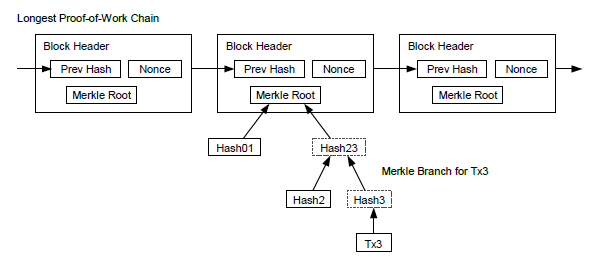 Longest Proof-of-Work Chain
Block Header Block Header Block Header
Prev Hash Nonce Prev Hash Nonce Prev Hash Nonce
Merkle Root Merkle Root Merkle Root
Hash01 Hash23
Merkle Branch for Tx3
Hash2 Hash3
Tx3